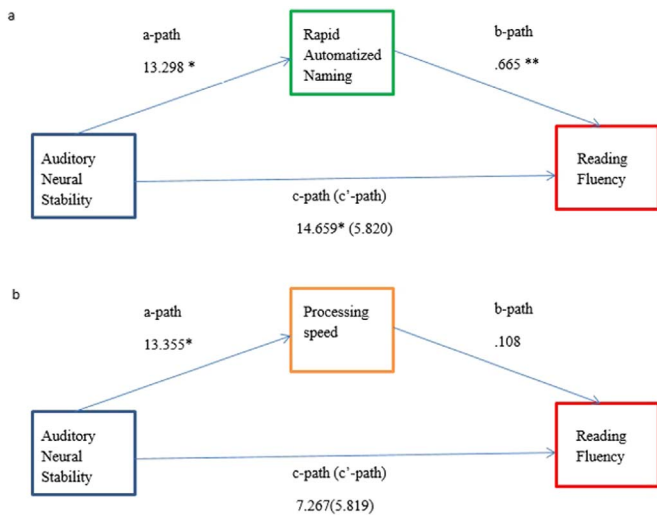 a
a-path
13.298 *
Rapid
Automatized
Naming
b-path
.665 **
Auditory
Neural
Stability
Reading
Fluency
c-path (c'-path)
14.659* (5.820)
b
a-path
13.355*
Processing
speed
b-path
.108
Auditory
Neural
Stability
Reading
Fluency
c-path (c'-path)
7.267(5.819)